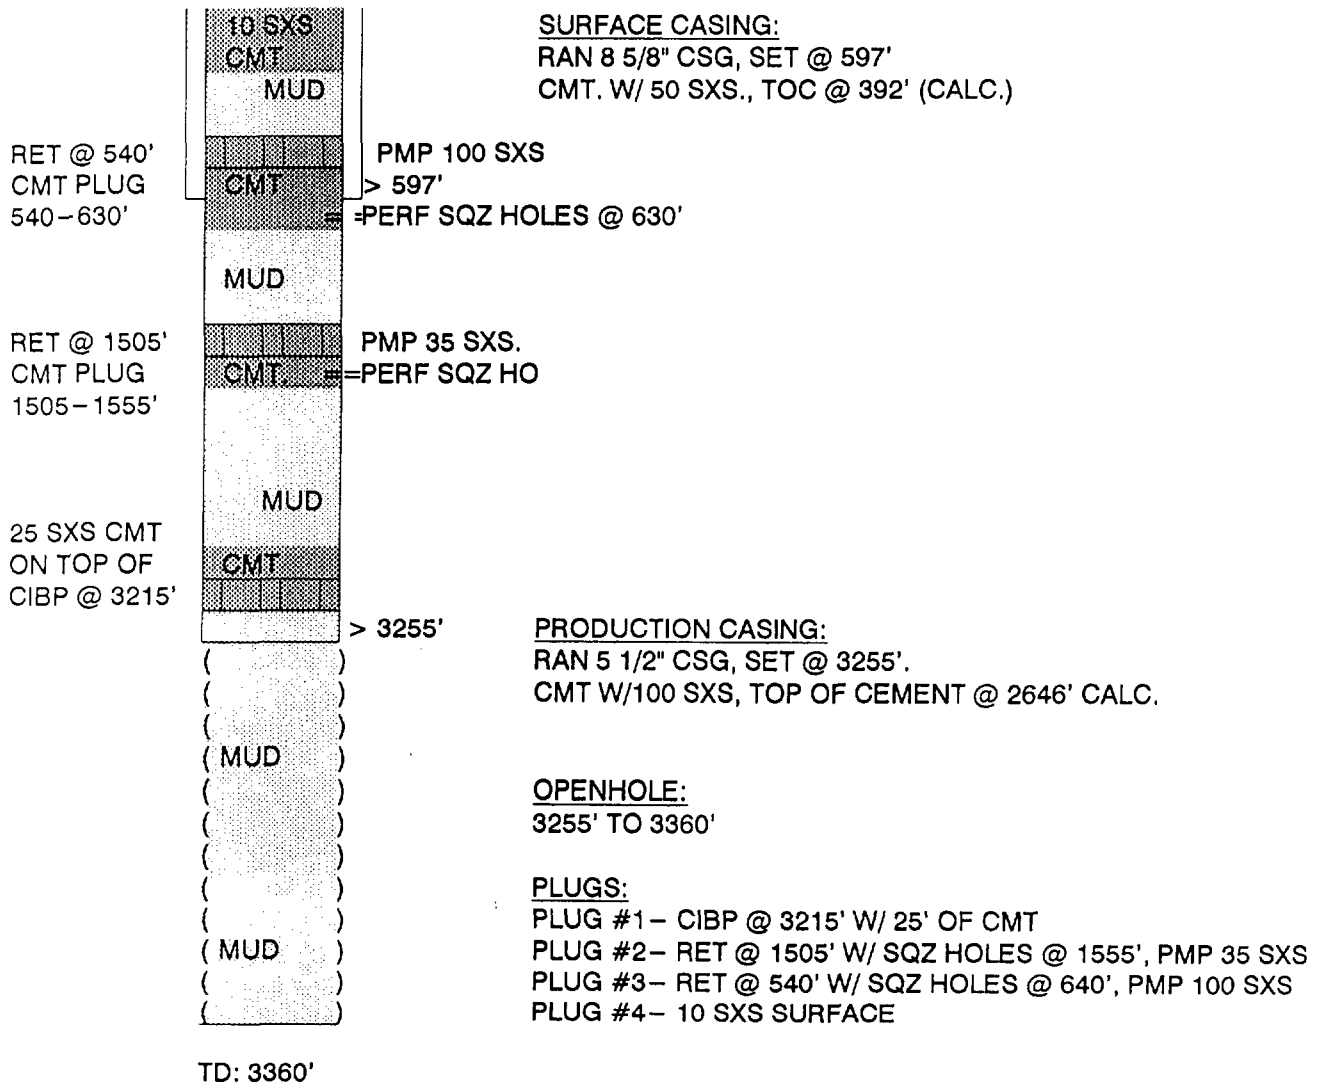 10 SXS
CMT
MUD
SURFACE CASING:
RAN 8 5/8" CSG, SET @ 597'
CMT. W/ 50 SXS., TOC @ 392' (CALC.)
RET @ 540'
CMT PLUG
540-630'
PMP 100 SXS
CMT
> 597'
= =PERF SQZ HOLES @ 630'
MUD
RET @ 1505'
CMT PLUG
1505-1555'
PMP 35 SXS.
CMT. ==PERF SQZ HO
MUD
25 SXS CMT
ON TOP OF
CIBP @ 3215'
CMT
> 3255'
PRODUCTION CASING:
RAN 5 1/2" CSG, SET @ 3255'.
CMT W/100 SXS, TOP OF CEMENT @ 2646' CALC.
( )
( )
( )
( MUD )
( )
( )
( )
( )
( )
( MUD )
( )
( )
OPENHOLE:
3255' TO 3360'
PLUGS:
PLUG #1- CIBP @ 3215' W/ 25' OF CMT
PLUG #2- RET @ 1505' W/ SQZ HOLES @ 1555', PMP 35 SXS
PLUG #3- RET @ 540' W/ SQZ HOLES @ 640', PMP 100 SXS
PLUG #4- 10 SXS SURFACE
TD: 3360'